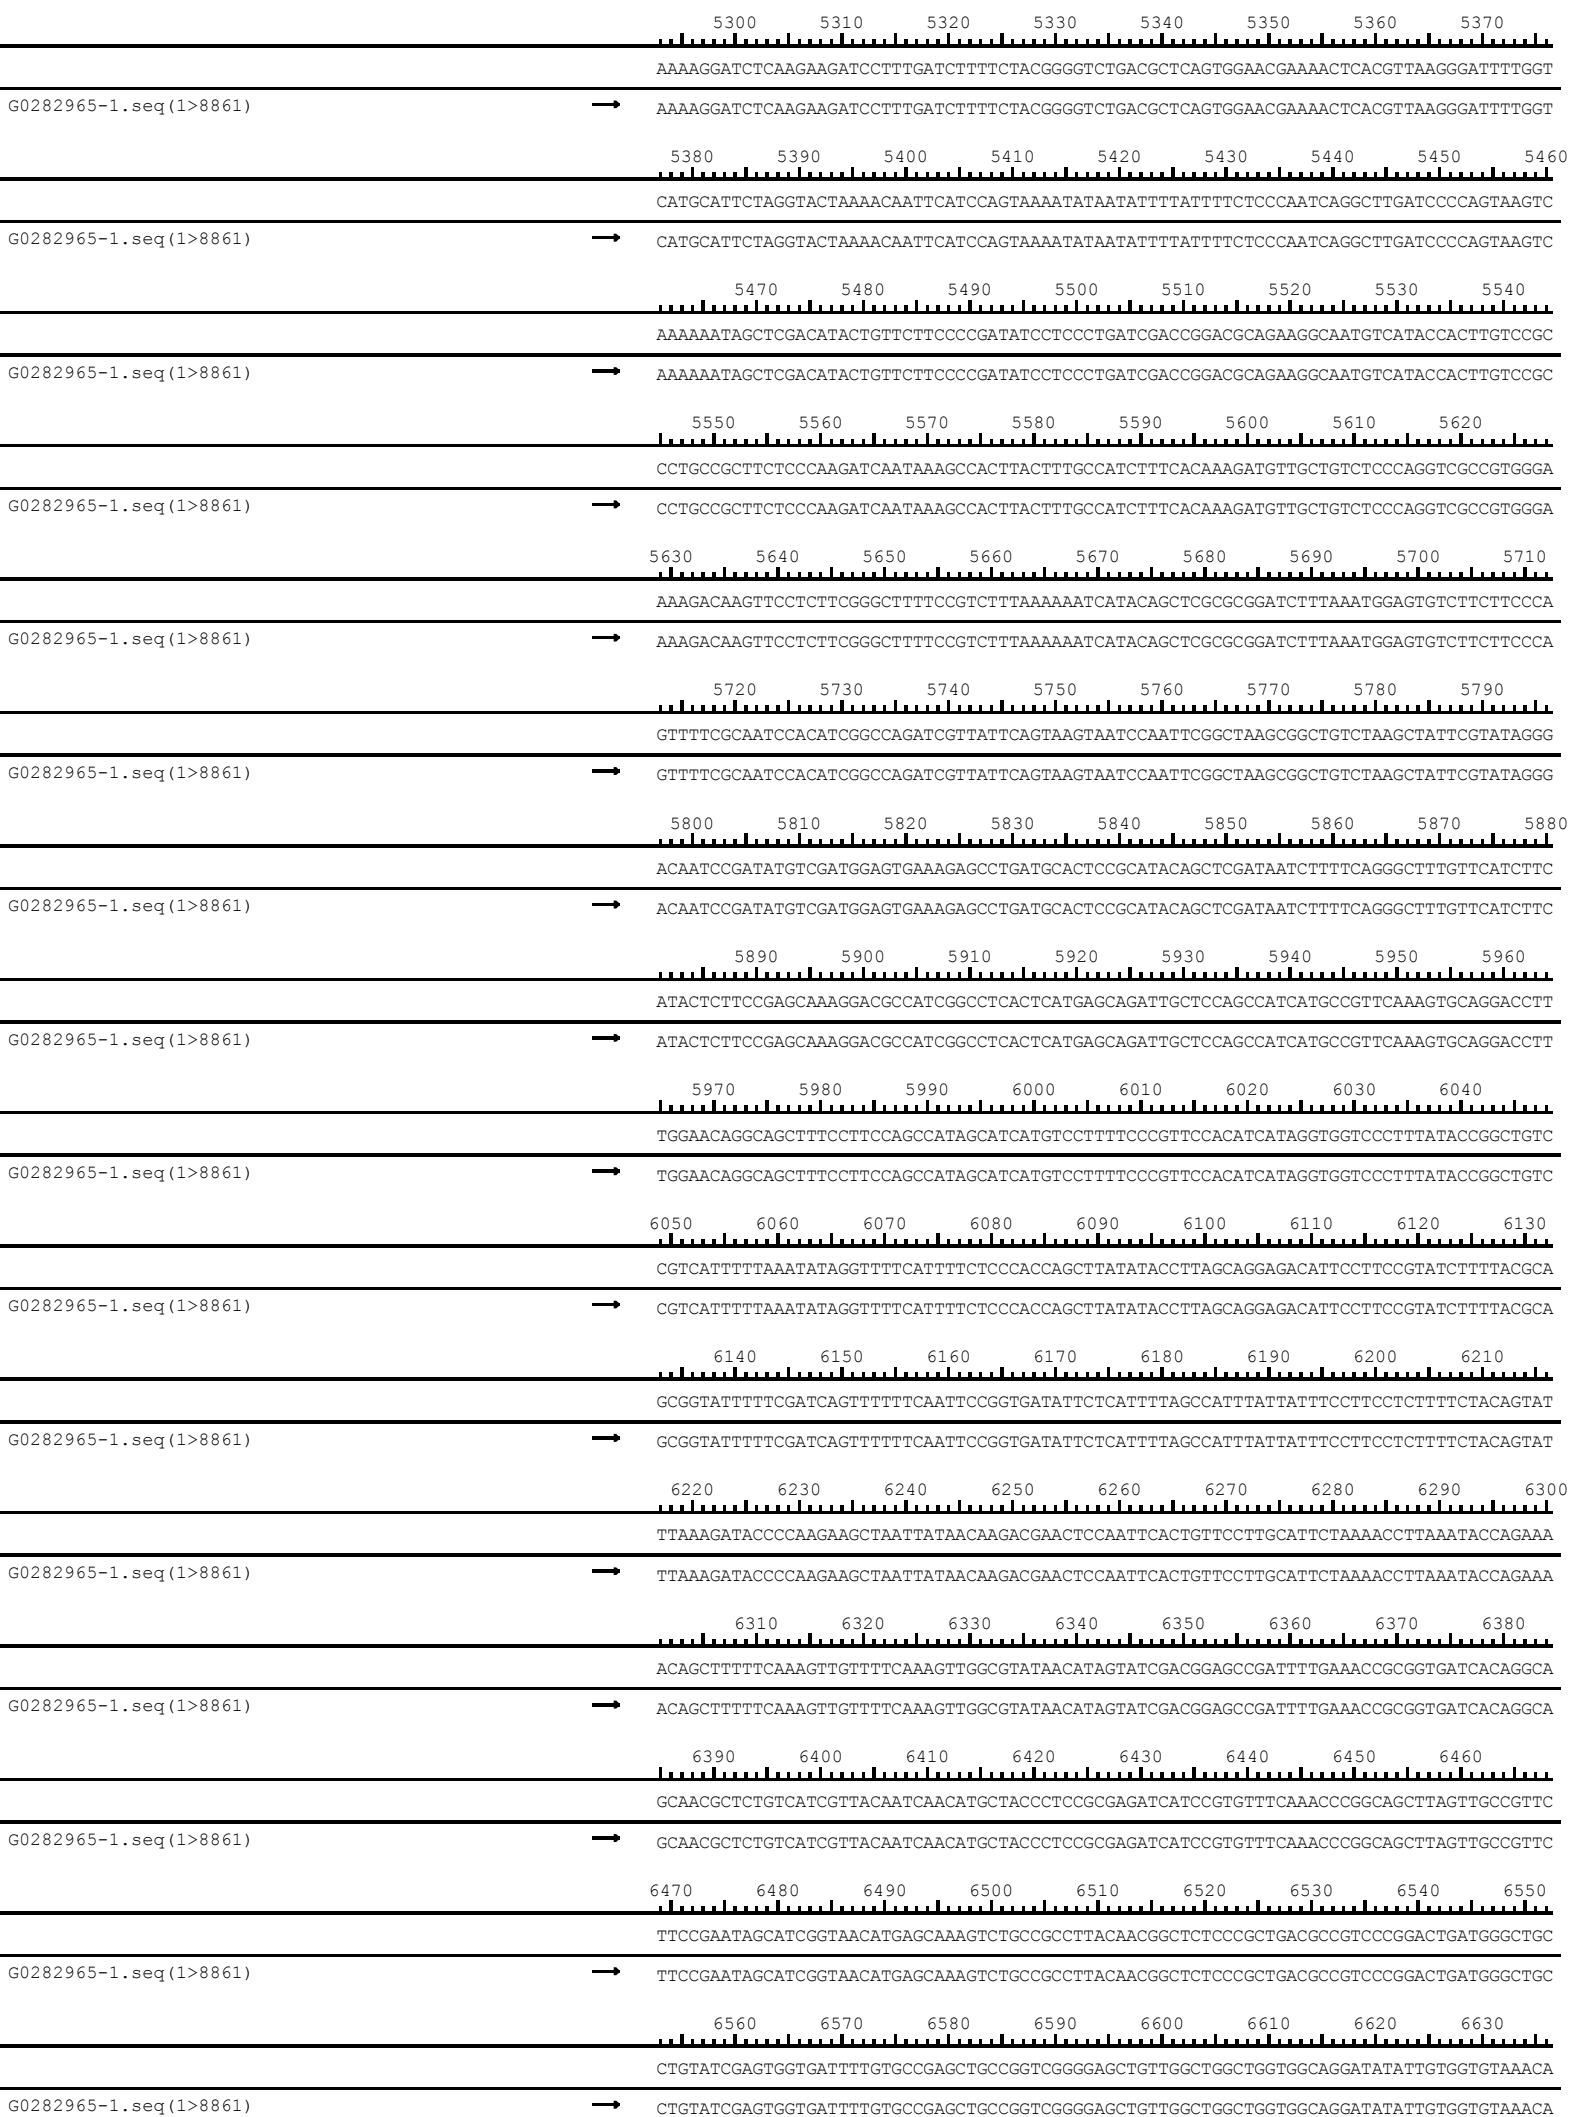 5300 5310 5320 5330 5340 5350 5360 5370
AAAAGGATCTCAAGAAGATCCTTTGATCTTTTCTACGGGGTCTGACGCTCAGTGGAACGAAAACTCACGTTAAGGGATTTTGGT
G0282965-1.seq(1>8861) → AAAAGGATCTCAAGAAGATCCTTTGATCTTTTCTACGGGGTCTGACGCTCAGTGGAACGAAAACTCACGTTAAGGGATTTTGGT
5380 5390 5400 5410 5420 5430 5440 5450 5460
CATGCATTCTAGGTACTAAAACAATTCATCCAGTAAAATATAATATTTTATTTTCTCCCAATCAGGCTTGATCCCCAGTAAGTC
G0282965-1.seq(1>8861) → CATGCATTCTAGGTACTAAAACAATTCATCCAGTAAAATATAATATTTTATTTTCTCCCAATCAGGCTTGATCCCCAGTAAGTC
5470 5480 5490 5500 5510 5520 5530 5540
AAAAAATAGCTCGACATACTGTTCTTCCCCGATATCCTCCCTGATCGACCGGACGCAGAAGGCAATGTCATACCACTTGTCCGC
G0282965-1.seq(1>8861) → AAAAAATAGCTCGACATACTGTTCTTCCCCGATATCCTCCCTGATCGACCGGACGCAGAAGGCAATGTCATACCACTTGTCCGC
5550 5560 5570 5580 5590 5600 5610 5620
CCTGCCGCTTCTCCCAAGATCAATAAAGCCACTTACTTTGCCATCTTTCACAAAGATGTTGCTGTCTCCCAGGTCGCCGTGGGA
G0282965-1.seq(1>8861) → CCTGCCGCTTCTCCCAAGATCAATAAAGCCACTTACTTTGCCATCTTTCACAAAGATGTTGCTGTCTCCCAGGTCGCCGTGGGA
5630 5640 5650 5660 5670 5680 5690 5700 5710
AAAGACAAGTTCCTCTTCGGGCTTTTCCGTCTTTAAAAAATCATACAGCTCGCGCGGATCTTTAAATGGAGTGTCTTCTTCCCA
G0282965-1.seq(1>8861) → AAAGACAAGTTCCTCTTCGGGCTTTTCCGTCTTTAAAAAATCATACAGCTCGCGCGGATCTTTAAATGGAGTGTCTTCTTCCCA
5720 5730 5740 5750 5760 5770 5780 5790
GTTTTCGCAATCCACATCGGCCAGATCGTTATTCAGTAAGTAATCCAATTCGGCTAAGCGGCTGTCTAAGCTATTCGTATAGGG
G0282965-1.seq(1>8861) → GTTTTCGCAATCCACATCGGCCAGATCGTTATTCAGTAAGTAATCCAATTCGGCTAAGCGGCTGTCTAAGCTATTCGTATAGGG
5800 5810 5820 5830 5840 5850 5860 5870 5880
ACAATCCGATATGTCGATGGAGTGAAAGAGCCTGATGCACTCCGCATACAGCTCGATAATCTTTTCAGGGCTTTGTTCATCTTC
G0282965-1.seq(1>8861) → ACAATCCGATATGTCGATGGAGTGAAAGAGCCTGATGCACTCCGCATACAGCTCGATAATCTTTTCAGGGCTTTGTTCATCTTC
5890 5900 5910 5920 5930 5940 5950 5960
ATACTCTTCCGAGCAAAGGACGCCATCGGCCTCACTCATGAGCAGATTGCTCCAGCCATCATGCCGTTCAAAGTGCAGGACCTT
G0282965-1.seq(1>8861) → ATACTCTTCCGAGCAAAGGACGCCATCGGCCTCACTCATGAGCAGATTGCTCCAGCCATCATGCCGTTCAAAGTGCAGGACCTT
5970 5980 5990 6000 6010 6020 6030 6040
TGGAACAGGCAGCTTTCCTTCCAGCCATAGCATCATGTCCTTTTCCCGTTCCACATCATAGGTGGTCCCTTTATACCGGCTGTC
G0282965-1.seq(1>8861) → TGGAACAGGCAGCTTTCCTTCCAGCCATAGCATCATGTCCTTTTCCCGTTCCACATCATAGGTGGTCCCTTTATACCGGCTGTC
6050 6060 6070 6080 6090 6100 6110 6120 6130
CGTCATTTTTAAATATAGGTTTTCATTTTCTCCCACCAGCTTATATACCTTAGCAGGAGACATTCCTTCCGTATCTTTTACGCA
G0282965-1.seq(1>8861) → CGTCATTTTTAAATATAGGTTTTCATTTTCTCCCACCAGCTTATATACCTTAGCAGGAGACATTCCTTCCGTATCTTTTACGCA
6140 6150 6160 6170 6180 6190 6200 6210
GCGGTATTTTTCGATCAGTTTTTTCAATTCCGGTGATATTCTCATTTTAGCCATTTATTATTTCCTTCCTCTTTTCTACAGTAT
G0282965-1.seq(1>8861) → GCGGTATTTTTCGATCAGTTTTTTCAATTCCGGTGATATTCTCATTTTAGCCATTTATTATTTCCTTCCTCTTTTCTACAGTAT
6220 6230 6240 6250 6260 6270 6280 6290 6300
TTAAAGATACCCCAAGAAGCTAATTATAACAAGACGAACTCCAATTCACTGTTCCTTGCATTCTAAAACCTTAAATACCAGAAA
G0282965-1.seq(1>8861) → TTAAAGATACCCCAAGAAGCTAATTATAACAAGACGAACTCCAATTCACTGTTCCTTGCATTCTAAAACCTTAAATACCAGAAA
6310 6320 6330 6340 6350 6360 6370 6380
ACAGCTTTTTCAAAGTTGTTTTCAAAGTTGGCGTATAACATAGTATCGACGGAGCCGATTTTGAAACCGCGGTGATCACAGGCA
G0282965-1.seq(1>8861) → ACAGCTTTTTCAAAGTTGTTTTCAAAGTTGGCGTATAACATAGTATCGACGGAGCCGATTTTGAAACCGCGGTGATCACAGGCA
6390 6400 6410 6420 6430 6440 6450 6460
GCAACGCTCTGTCATCGTTACAATCAACATGCTACCCTCCGCGAGATCATCCGTGTTTCAAACCCGGCAGCTTAGTTGCCGTTC
G0282965-1.seq(1>8861) → GCAACGCTCTGTCATCGTTACAATCAACATGCTACCCTCCGCGAGATCATCCGTGTTTCAAACCCGGCAGCTTAGTTGCCGTTC
6470 6480 6490 6500 6510 6520 6530 6540 6550
TTCCGAATAGCATCGGTAACATGAGCAAAGTCTGCCGCCTTACAACGGCTCTCCCGCTGACGCCGTCCCGGACTGATGGGCTGC
G0282965-1.seq(1>8861) → TTCCGAATAGCATCGGTAACATGAGCAAAGTCTGCCGCCTTACAACGGCTCTCCCGCTGACGCCGTCCCGGACTGATGGGCTGC
6560 6570 6580 6590 6600 6610 6620 6630
CTGTATCGAGTGGTGATTTTGTGCCGAGCTGCCGGTCGGGGAGCTGTTGGCTGGCTGGTGGCAGGATATATTGTGGTGTAAACA
G0282965-1.seq(1>8861) → CTGTATCGAGTGGTGATTTTGTGCCGAGCTGCCGGTCGGGGAGCTGTTGGCTGGCTGGTGGCAGGATATATTGTGGTGTAAACA